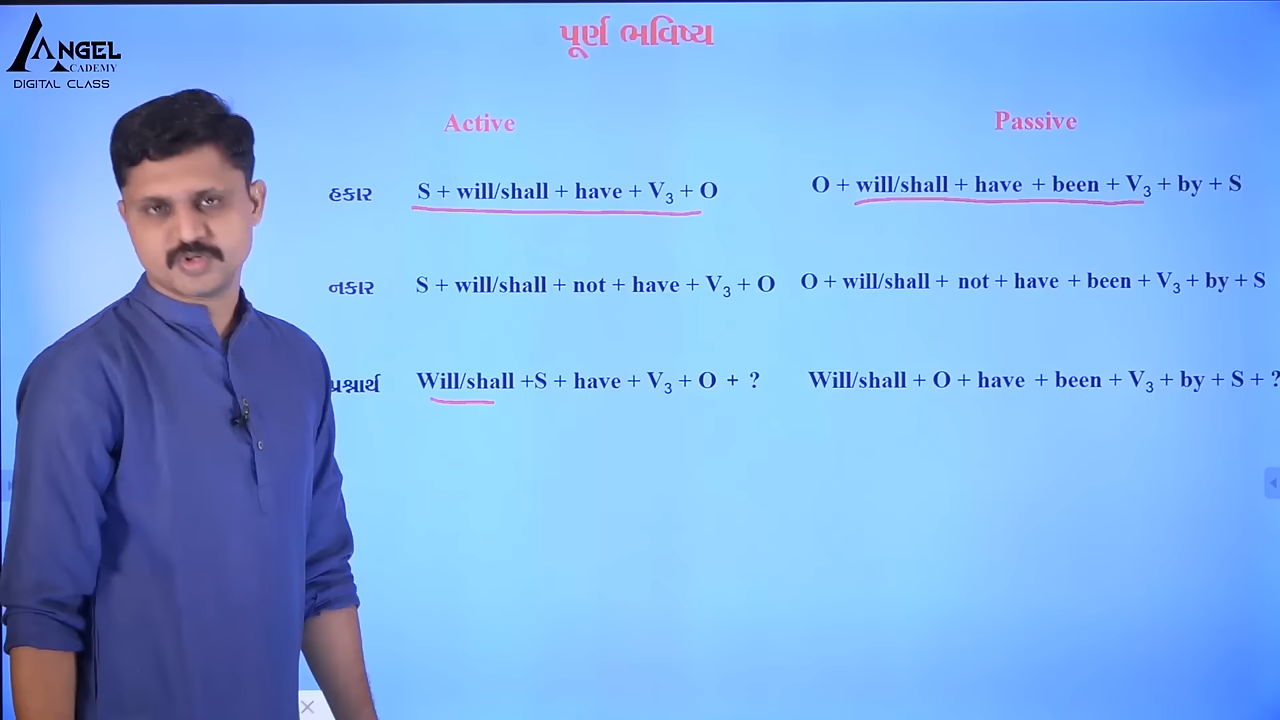 ANGEL
ACADEMY
DIGITAL CLASS
પૂર્ણ ભવિષ્ય
Active Passive
હકાર S + will/shall + have + V₃ + O O + will/shall + have + been + V₃ + by + S
નકાર S + will/shall + not + have + V₃ + O O + will/shall + not + have + been + V₃ + by + S
પ્રશ્નાર્થ Will/shall +S + have + V₃ + O + ? Will/shall + O + have + been + V₃ + by + S + ?